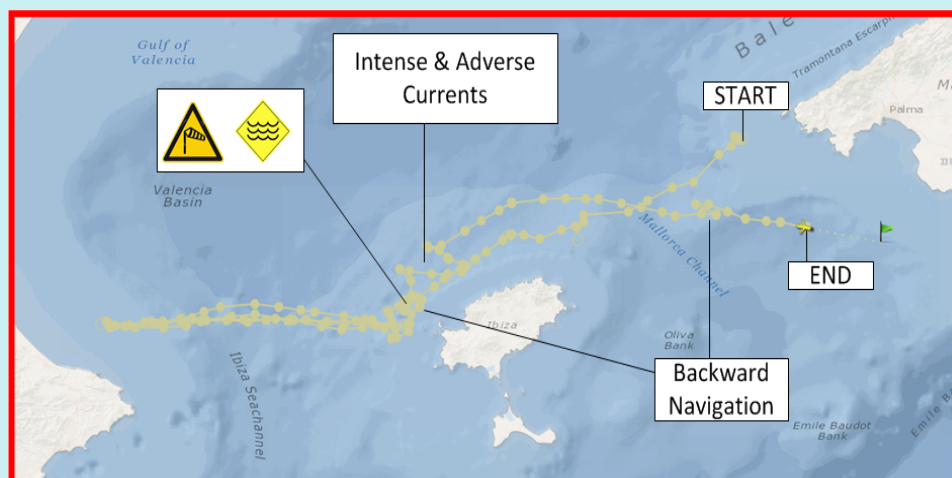 Gulf of
Valencia
Intense & Adverse
Currents
Bale
Tramontana Escarp
START
Palma
Valencia
Basin
Mallorca Channel
END
Ibiza
Oliva
Bank
Ibiza Seachannel
Backward
Navigation
Emile Baudot
Bank
Emile B